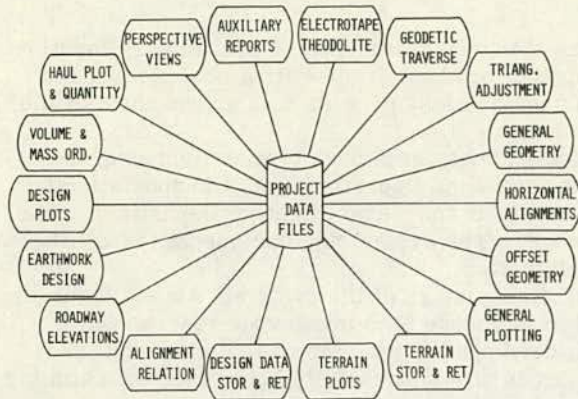 AUXILIARY
REPORTS
ELECTROTAPE
THEODOLITE
GEODETIC
TRAVERSE
TRIANG.
ADJUSTMENT
GENERAL
GEOMETRY
HORIZONTAL
ALIGNMENTS
OFFSET
GEOMETRY
GENERAL
PLOTTING
TERRAIN
STOR & RET
TERRAIN
PLOTS
DESIGN DATA
STOR & RET
ALIGNMENT
RELATION
ROADWAY
ELEVATIONS
EARTHWORK
DESIGN
DESIGN
PLOTS
VOLUME &
MASS ORD.
HAUL PLOT
& QUANTITY
PERSPECTIVE
VIEWS
PROJECT
DATA
FILES